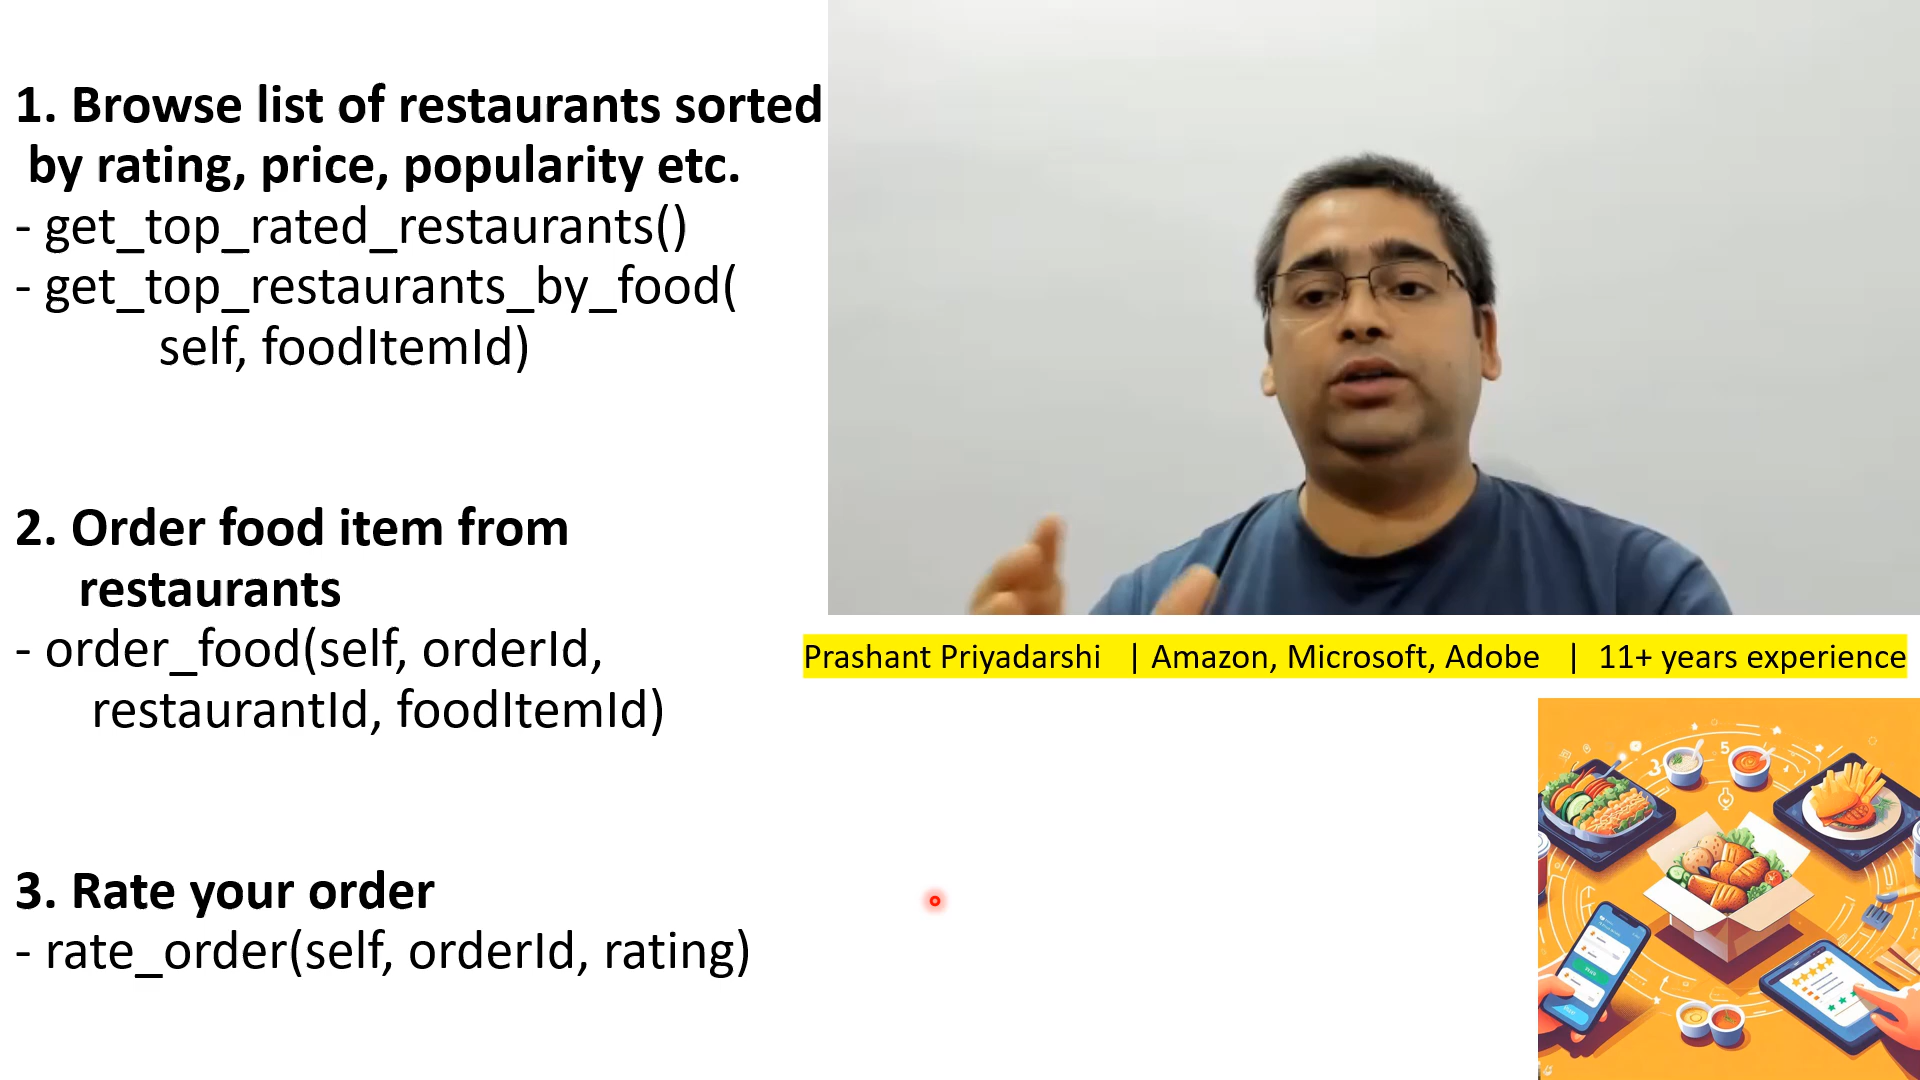 1. Browse list of restaurants sorted
by rating, price, popularity etc.
- get_top_rated_restaurants()
- get_top_restaurants_by_food(
self, foodItemId)
2. Order food item from
restaurants
- order_food(self, orderId,
restaurantId, foodItemId)
3. Rate your order
- rate_order(self, orderId, rating)
Prashant Priyadarshi | Amazon, Microsoft, Adobe | 11+ years experience
5
3